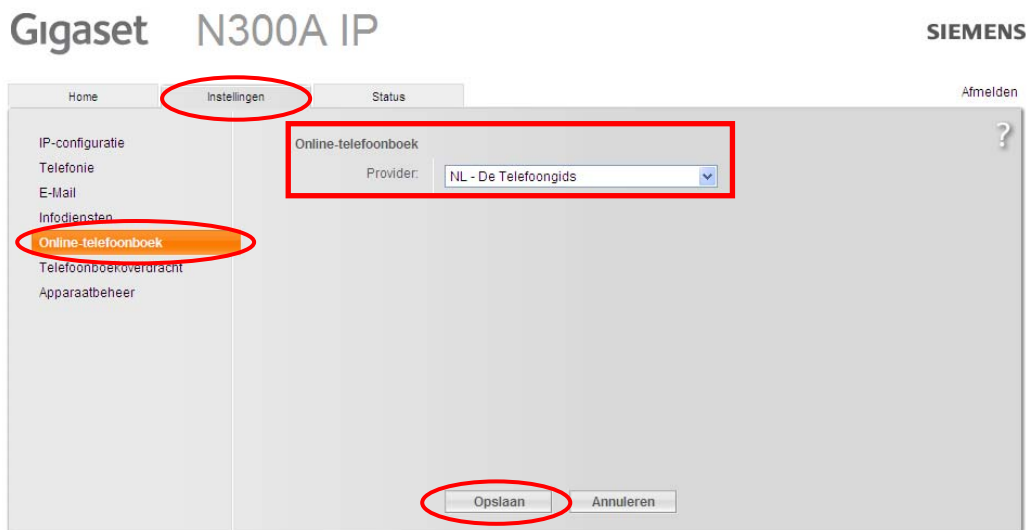 Gigaset N300A IP
SIEMENS
Home Instellingen Status Afmelden
IP-configuratie
Telefonie
E-Mail
Infodiensten
Online-telefoonboek
Telefoonboekoverdracht
Apparaatbeheer
Online-telefoonboek
Provider: NL - De Telefoongids
?
Opslaan Annuleren